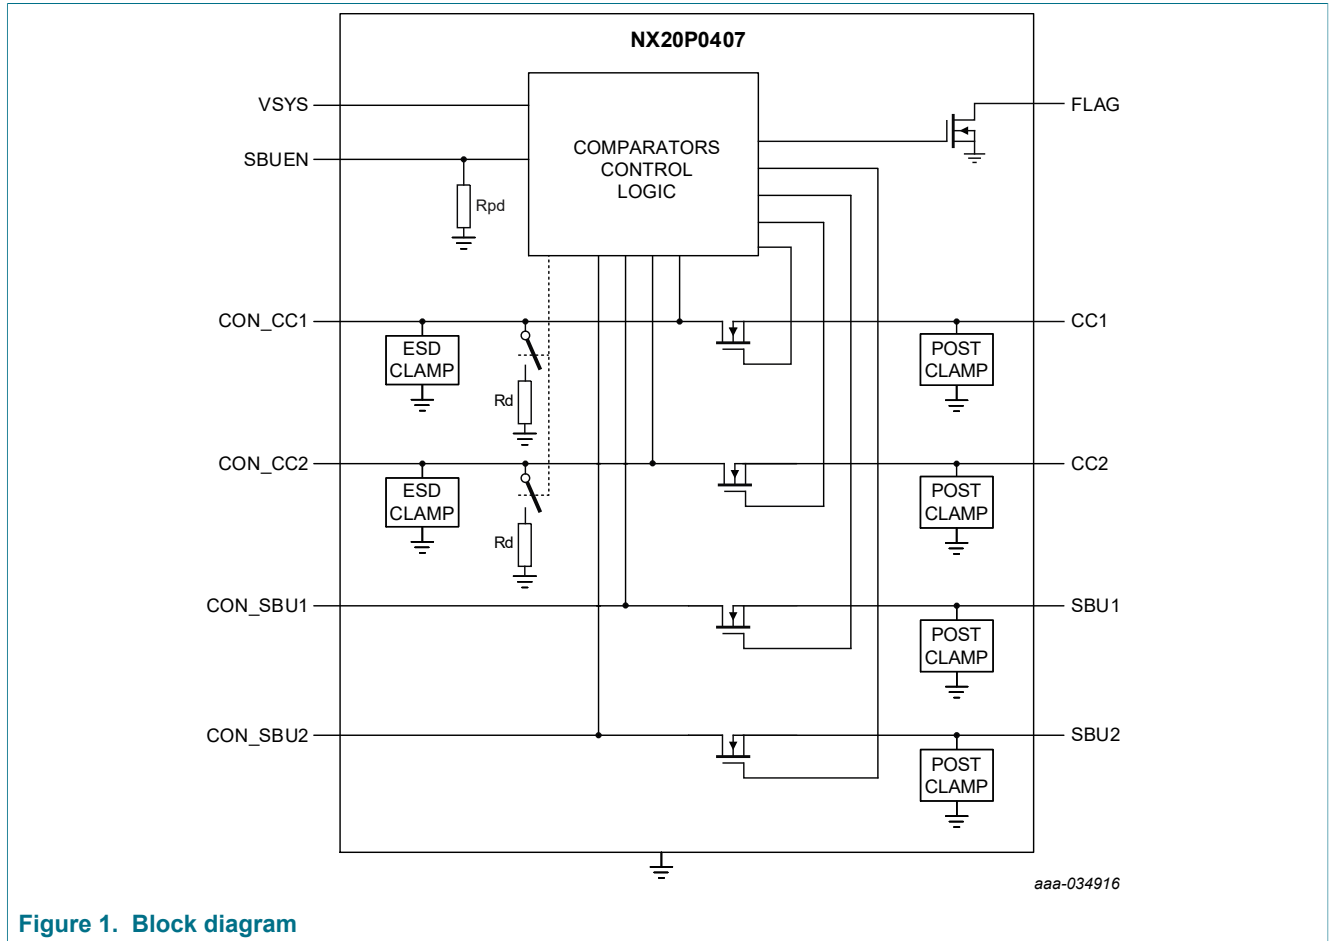 NX20P0407
VSYS
FLAG
COMPARATORS
CONTROL
LOGIC
SBUEN
Rpd
CON_CC1
CC1
ESD
CLAMP
POST
CLAMP
Rd
CON_CC2
CC2
ESD
CLAMP
POST
CLAMP
Rd
CON_SBU1
SBU1
POST
CLAMP
CON_SBU2
SBU2
POST
CLAMP
aaa-034916
Figure 1. Block diagram